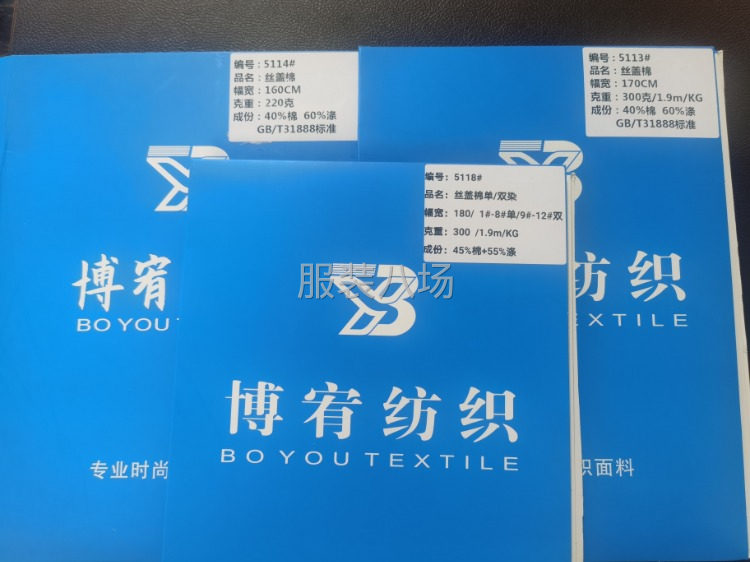 编号：5114#
品名：丝盖棉
幅宽：160CM
克重：220克
成份：40%棉 60%涤
GB/T31888标准
编号：5113#
品名：丝盖棉
幅宽：170CM
克重：300克/1.9m/KG
成份：40%棉 60%涤
GB/T31888标准
编号：5118#
品名：丝盖棉单/双染
幅宽：180/ 1#-8#单/9#-12#双
克重：300 /1.9m/KG
成份：45%棉+55%涤
服装八场
博宥
BO YOU
纺织
EXTILE
博宥纺织
BO YOU TEXTILE
专业时尚
织面料